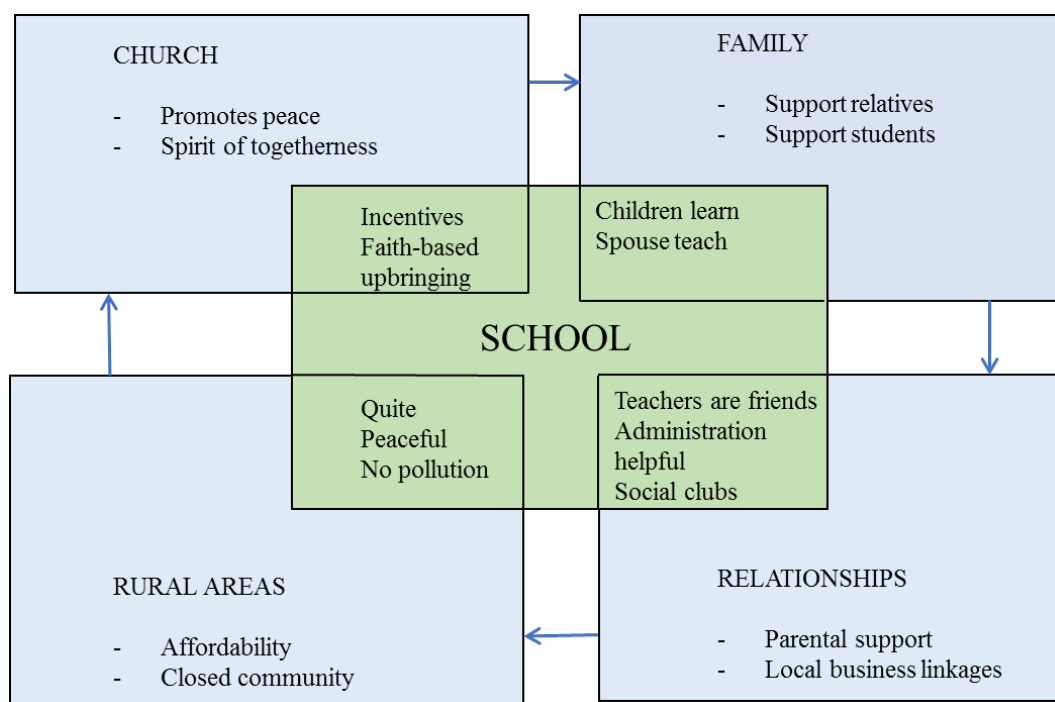 CHURCH
- Promotes peace
- Spirit of togetherness
FAMILY
- Support relatives
- Support students
Incentives
Faith-based
upbringing
Children learn
Spouse teach
SCHOOL
Quite
Peaceful
No pollution
Teachers are friends
Administration
helpful
Social clubs
RURAL AREAS
- Affordability
- Closed community
RELATIONSHIPS
- Parental support
- Local business linkages